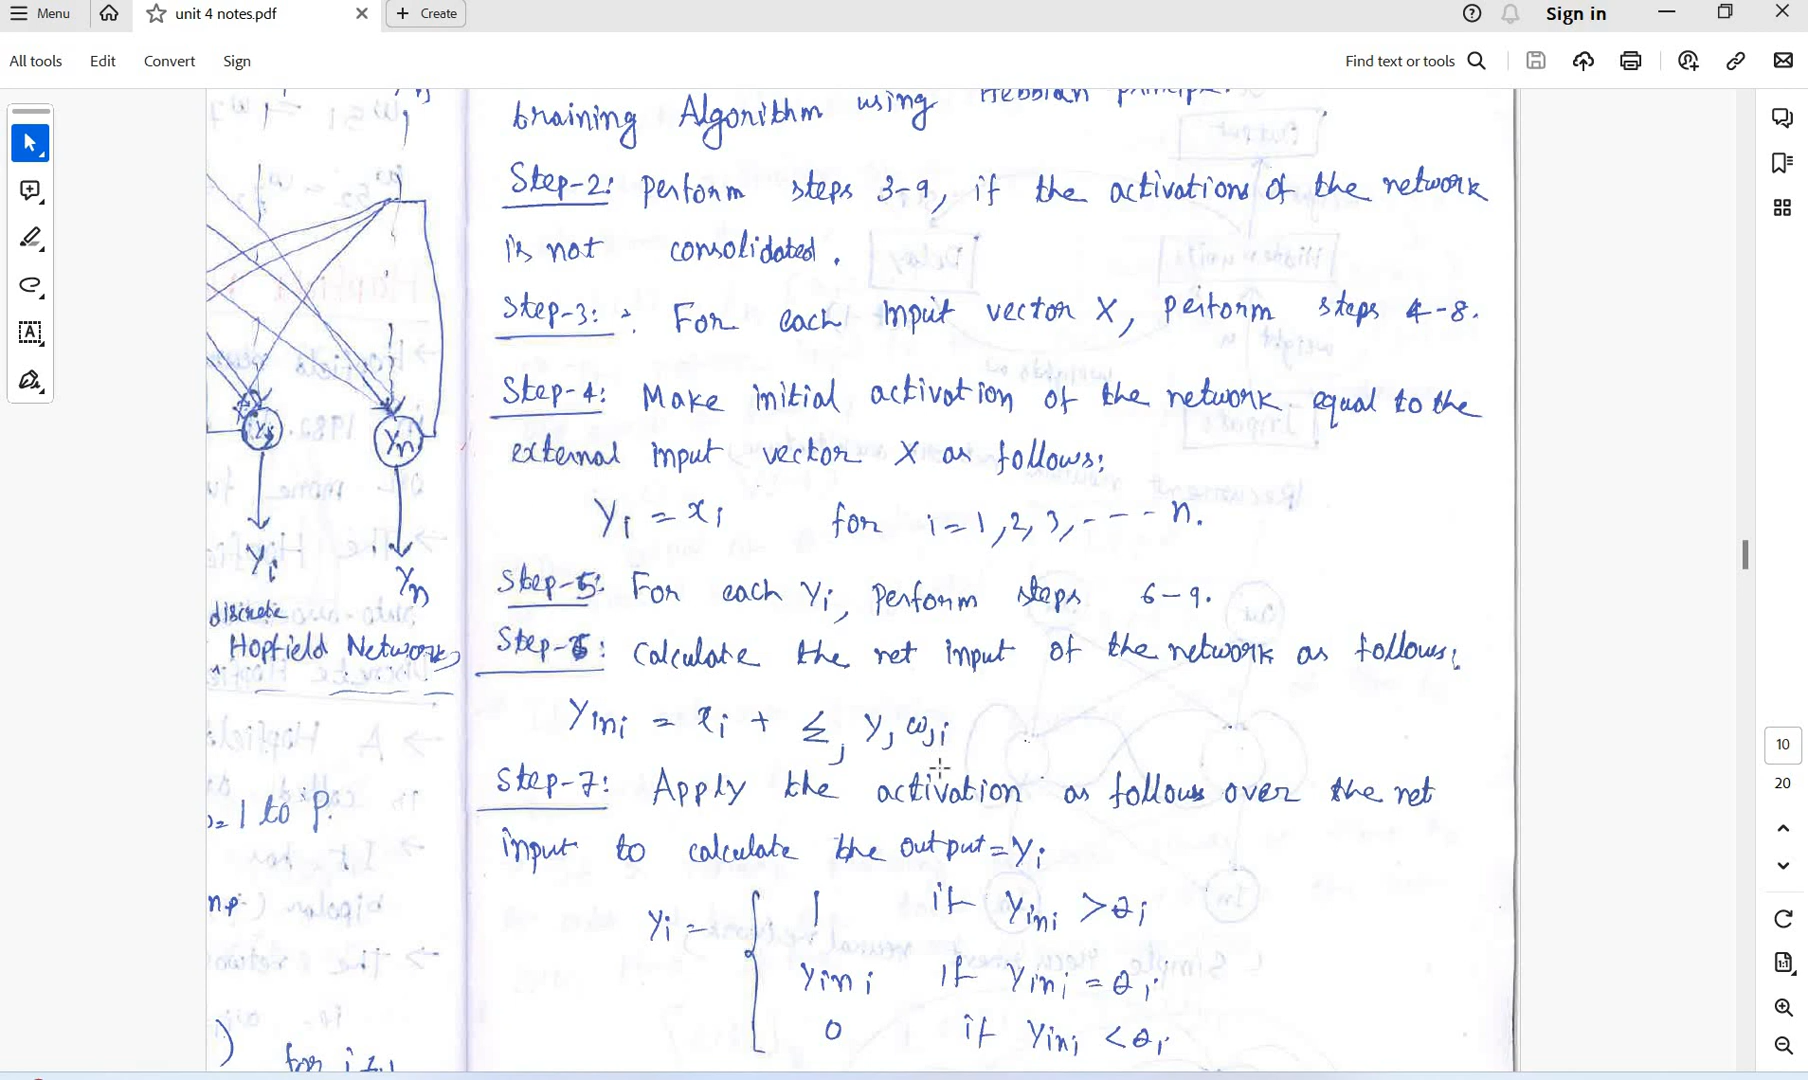 Menu
unit 4 notes.pdf
Create
Sign in
All tools
Edit
Convert
Sign
Find text or tools
training Algorithm using Hebbian principle.
Step-2: Perform steps 3-9, if the activations of the network
is not consolidated.
Step-3: For each Input vector X, perform steps 4-8.
Step-4: Make initial activation of the network equal to the
external input vector X as follows:
Yi = xi for i=1,2,3,---- n.
Step-5: For each Yi, perform steps 6-9.
Step-6: Calculate the net input of the network as follows:
Yini = xi + Σj Yj wji
Step-7: Apply the activation as follows over the net
input to calculate the output = Yi
Yi = { 1 if Yini > θi
Yini if Yini = θi
0 if Yini < θi
Yi
Yn
Yi
Yn
discrete
Hopfield Network
=1 to P.
np
) for i≠j
10
20